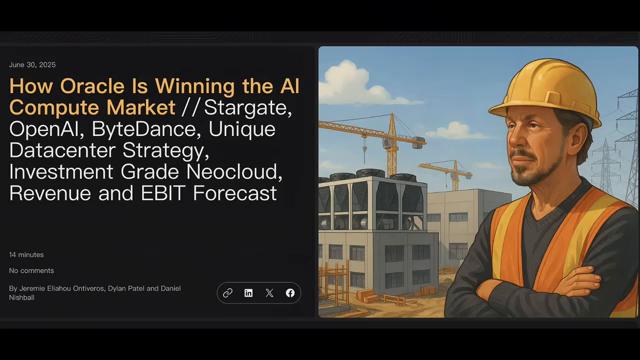 June 30, 2025
How Oracle Is Winning the AI
Compute Market // Stargate,
OpenAI, ByteDance, Unique
Datacenter Strategy,
Investment Grade Neocloud,
Revenue and EBIT Forecast
14 minutes
No comments
By Jeremie Eliahou Ontiveros, Dylan Patel and Daniel
Nishball